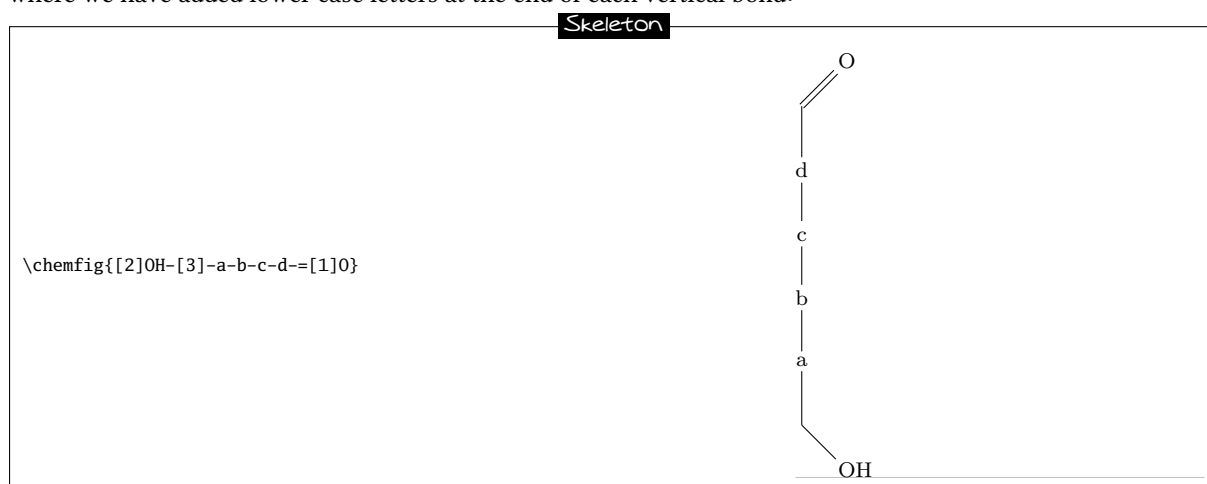 where we have added lower case letters at the end of each vertical bond:
Skeleton
\chemfig{[2]OH-[3]-a-b-c-d-=[1]O}
O
d
c
b
a
OH